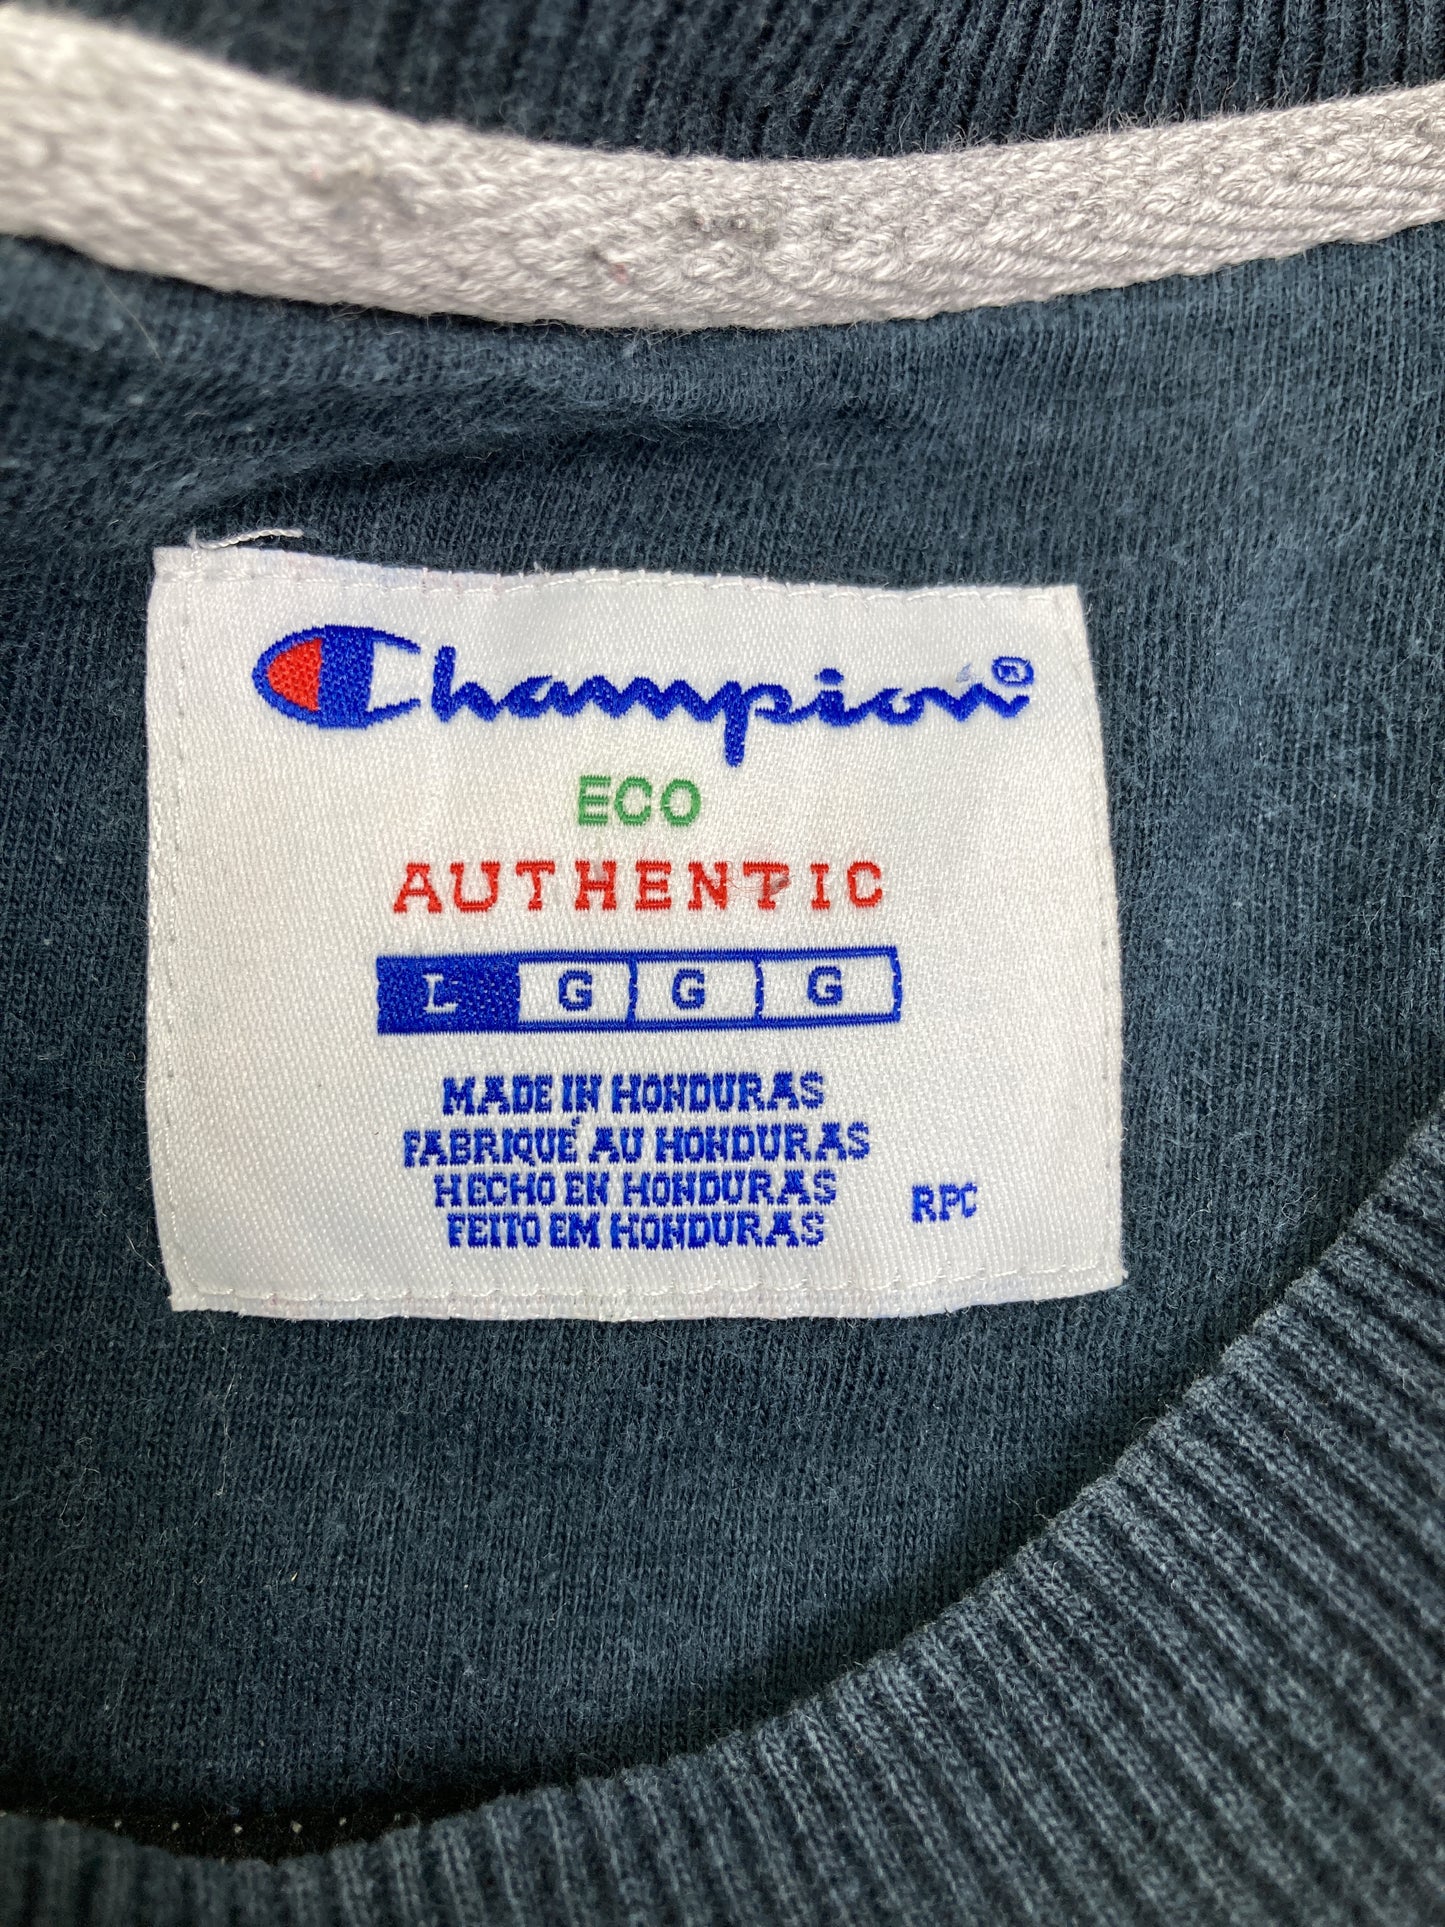 Champion®
ECO
AUTHENTIC
L G G G
MADE IN HONDURAS
FABRIQUÉ AU HONDURAS
HECHO EN HONDURAS
FEITO EM HONDURAS
RPC